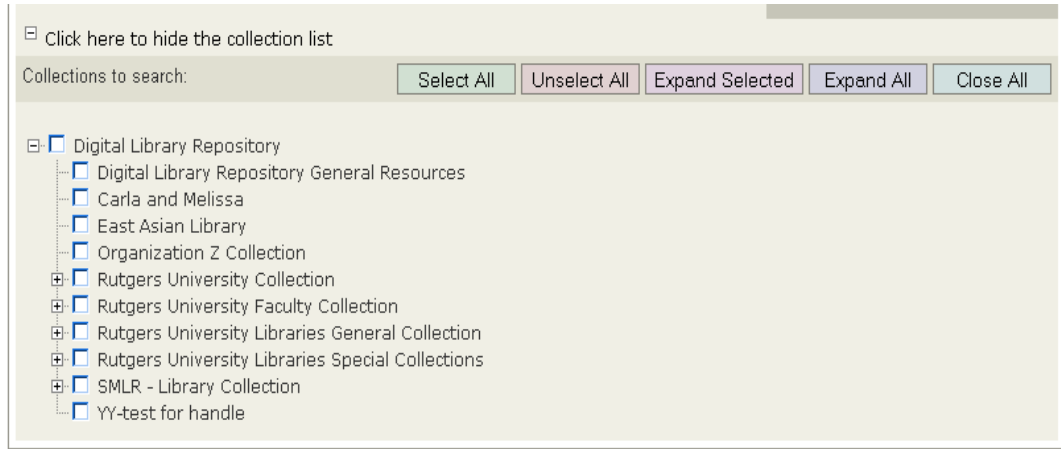 Click here to hide the collection list
Collections to search: Select All Unselect All Expand Selected Expand All Close All
Digital Library Repository
Digital Library Repository General Resources
Carla and Melissa
East Asian Library
Organization Z Collection
Rutgers University Collection
Rutgers University Faculty Collection
Rutgers University Libraries General Collection
Rutgers University Libraries Special Collections
SMLR - Library Collection
YY-test for handle